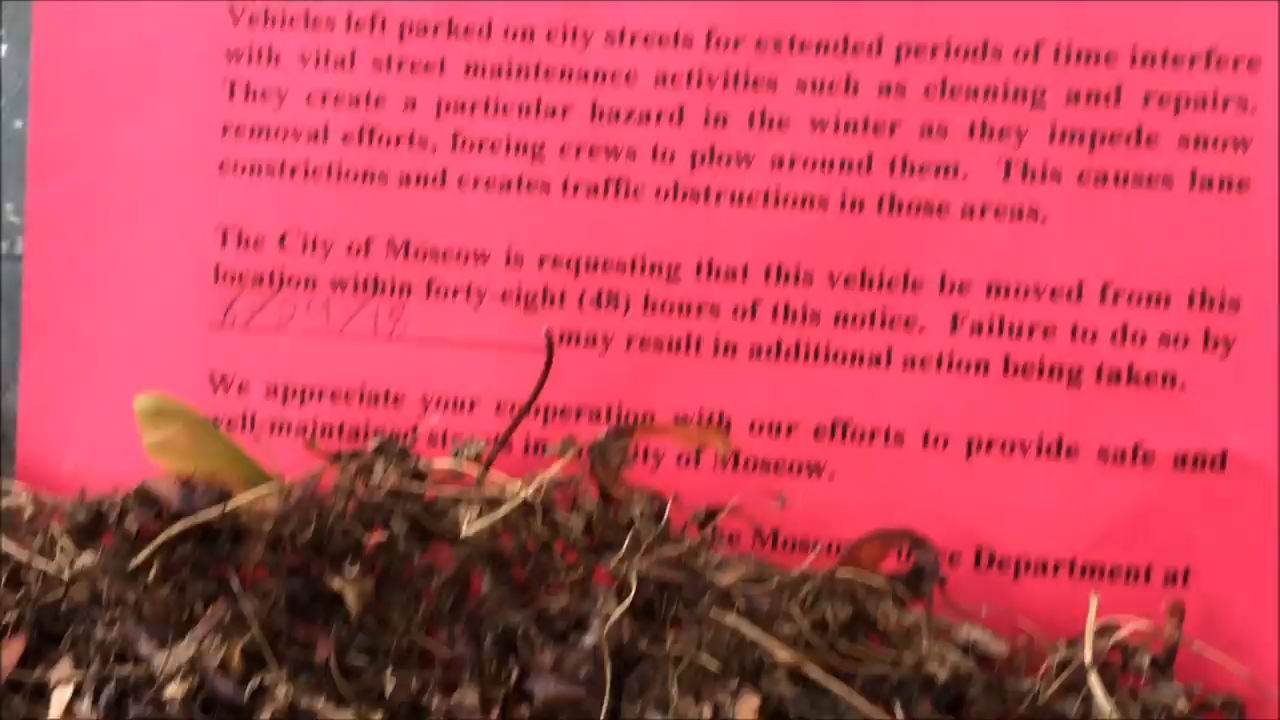 Vehicles left parked on city streets for extended periods of time interfere
with vital street maintenance activities such as cleaning and repairs.
They create a particular hazard in the winter as they impede snow
removal efforts, forcing crews to plow around them. This causes lane
constrictions and creates traffic obstructions in those areas.
The City of Moscow is requesting that this vehicle be moved from this
location within forty-eight (48) hours of this notice. Failure to do so by
may result in additional action being taken.
We appreciate your cooperation with our efforts to provide safe and
well maintained streets in City of Moscow.
Department at